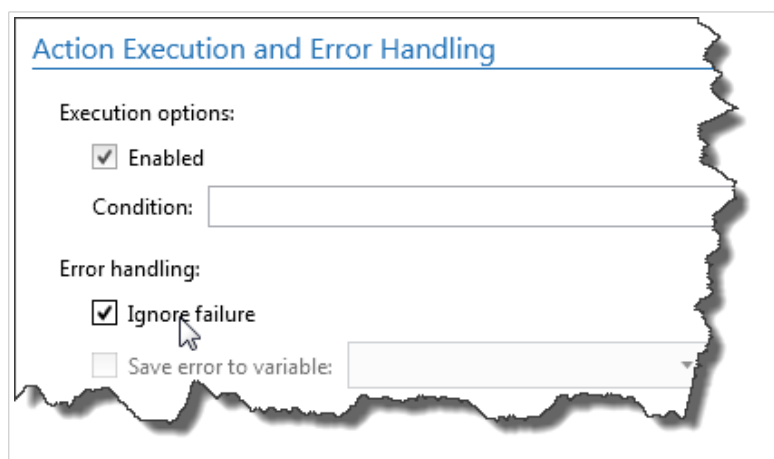 Action Execution and Error Handling
Execution options:
Enabled
Condition:
Error handling:
Ignore failure
Save error to variable: